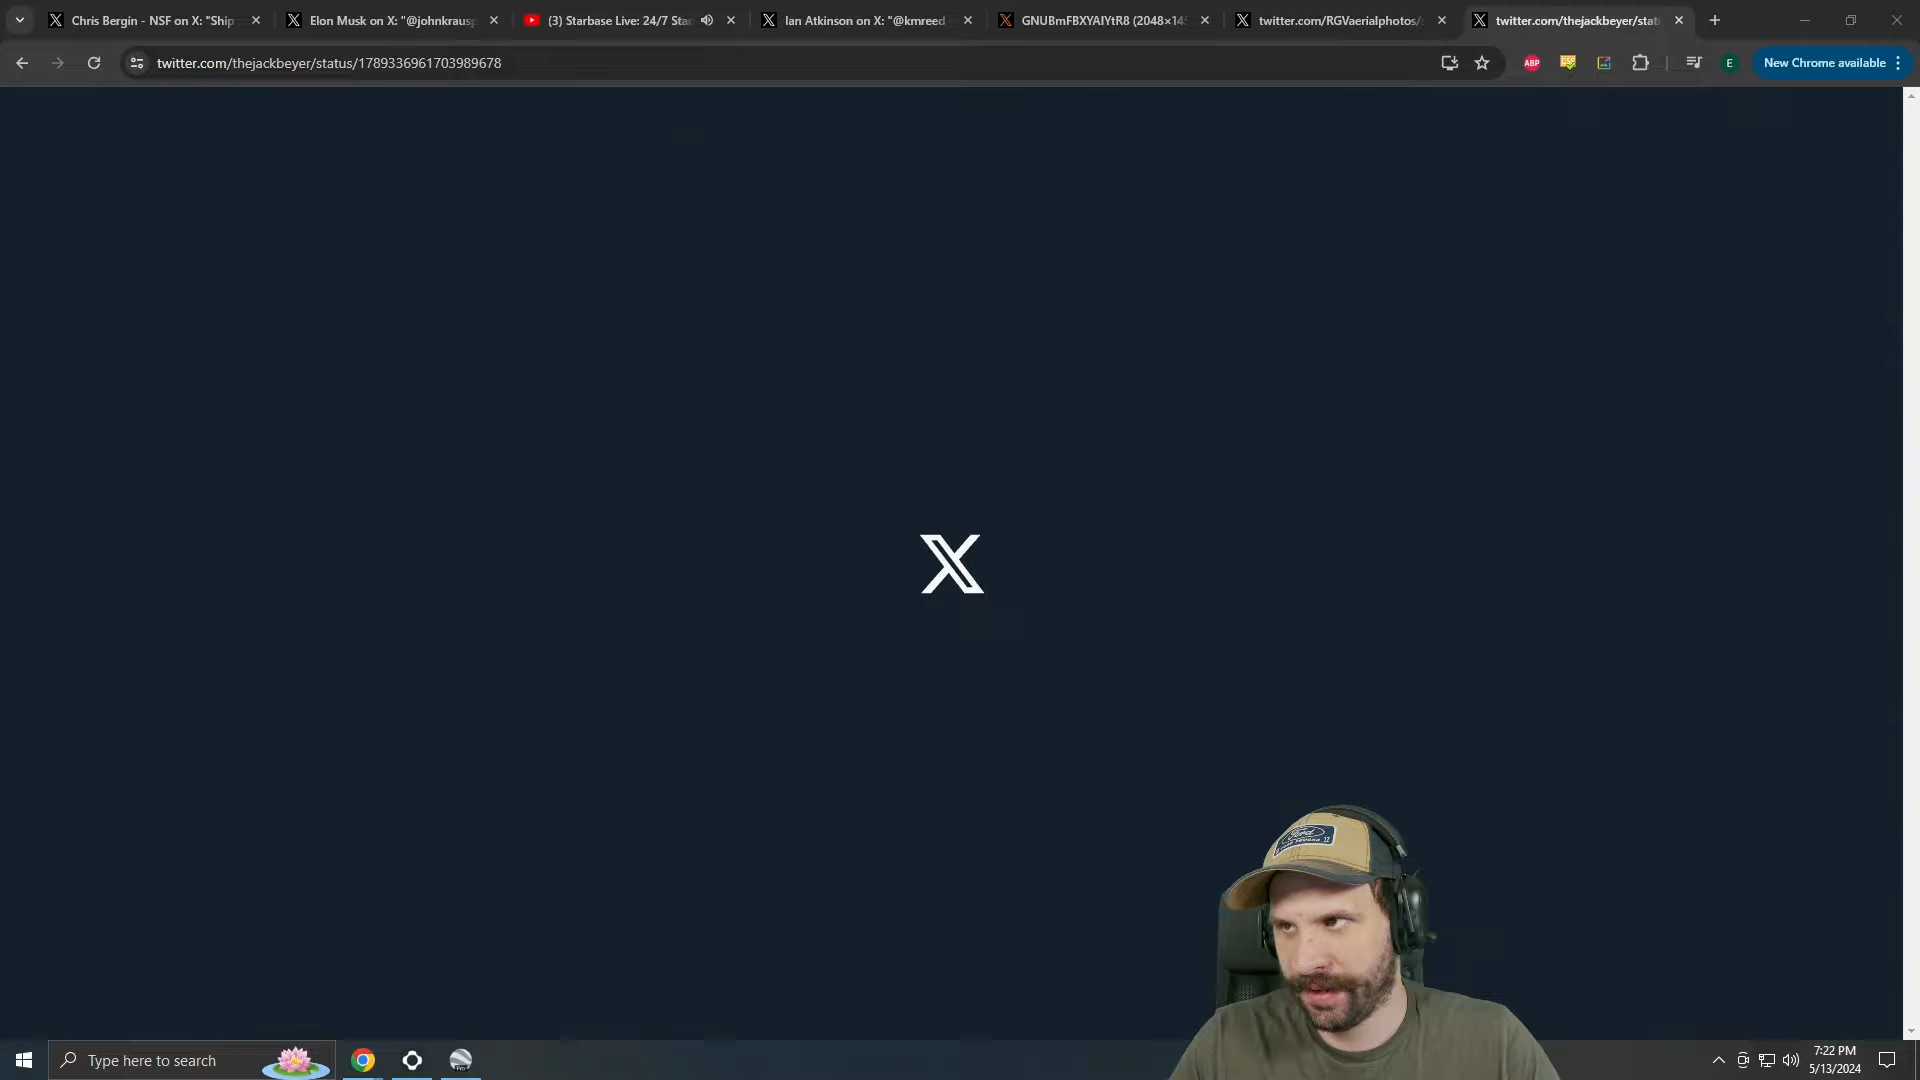 Chris Bergin - NSF on X: "Ship
Elon Musk on X: "@johnkrausp
(3) Starbase Live: 24/7 Sta
Ian Atkinson on X: "@kmreed
GNUBmFBXYAIYtR8 (2048×14
twitter.com/RGVaerialphotos/
twitter.com/thejackbeyer/stat
twitter.com/thejackbeyer/status/1789336961703989678
ABP
E
New Chrome available
Ford
Type here to search
7:22 PM
5/13/2024